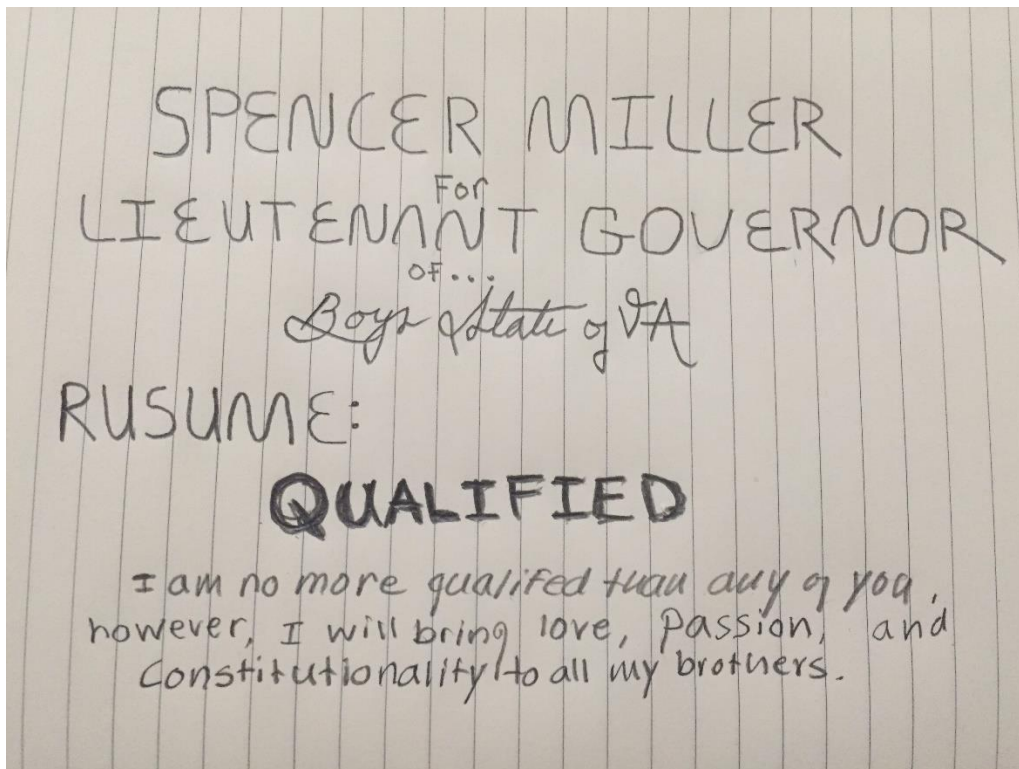 SPENCER MILLER
For
LIEUTENANT GOVERNOR
OF...
Boys State of VA
RUSUME:
QUALIFIED
I am no more qualifed than any of you,
however, I will bring love, passion, and
constitutionality to all my brothers.